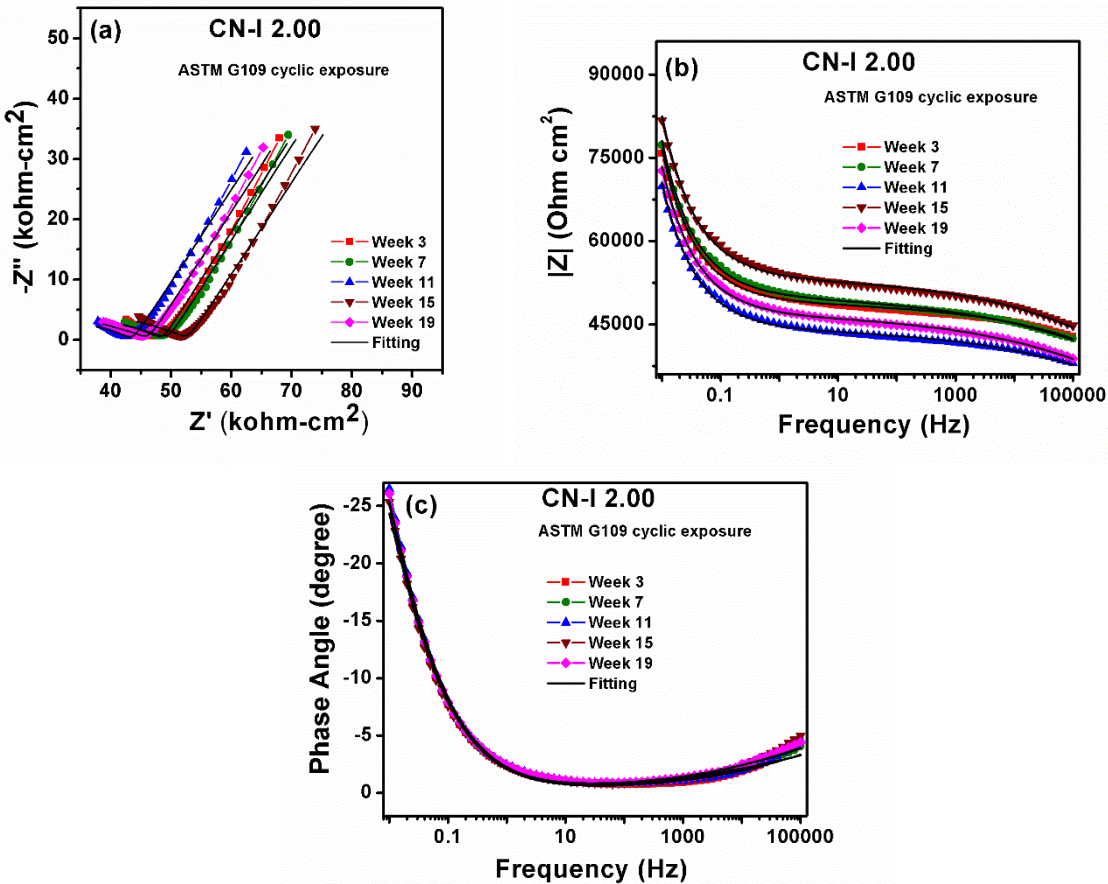 (a)
CN-I 2.00
ASTM G109 cyclic exposure
-Z" (kohm-cm2)
50
40
30
20
10
0
Week 3
Week 7
Week 11
Week 15
Week 19
Fitting
40 50 60 70 80 90
Z' (kohm-cm2)
(b)
CN-I 2.00
ASTM G109 cyclic exposure
|Z| (Ohm cm2)
90000
75000
60000
45000
Week 3
Week 7
Week 11
Week 15
Week 19
Fitting
0.1 10 1000 100000
Frequency (Hz)
(c)
CN-I 2.00
ASTM G109 cyclic exposure
Phase Angle (degree)
-25
-20
-15
-10
-5
0
Week 3
Week 7
Week 11
Week 15
Week 19
Fitting
0.1 10 1000 100000
Frequency (Hz)